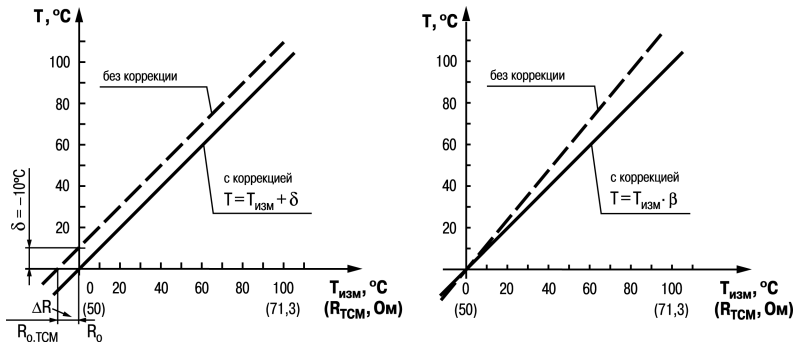 T, °C
100
80
60
40
20
без коррекции
с коррекцией
T = Tизм + δ
δ = –10°C
0 20 40 60 80 100
Tизм, °C
(50) (71,3) (RTCM, Ом)
ΔR
Ro.TCM Ro
T, °C
100
80
60
40
20
без коррекции
с коррекцией
T = Tизм · β
0 20 40 60 80 100
Tизм, °C
(50) (71,3) (RTCM, Ом)